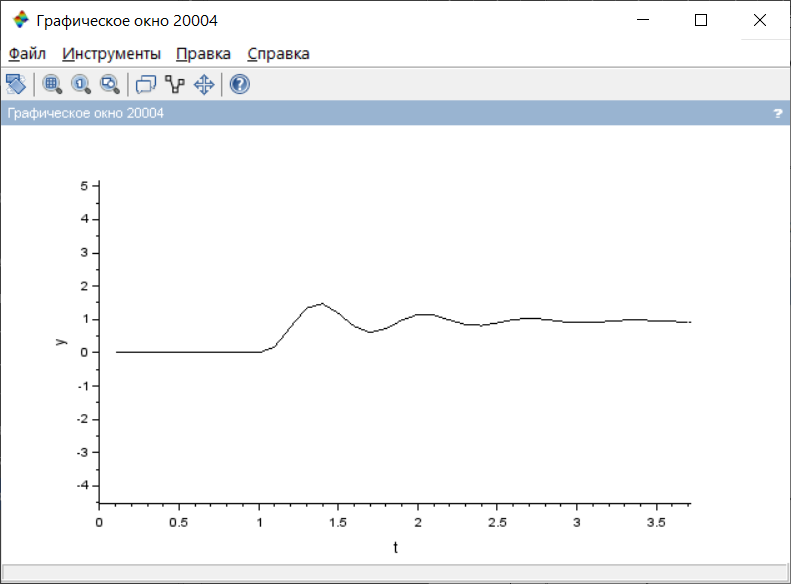 Графическое окно 20004
Файл Инструменты Правка Справка
Графическое окно 20004 ?
5
4
3
2
1
0
-1
-2
-3
-4
y
0 0.5 1 1.5 2 2.5 3 3.5
t